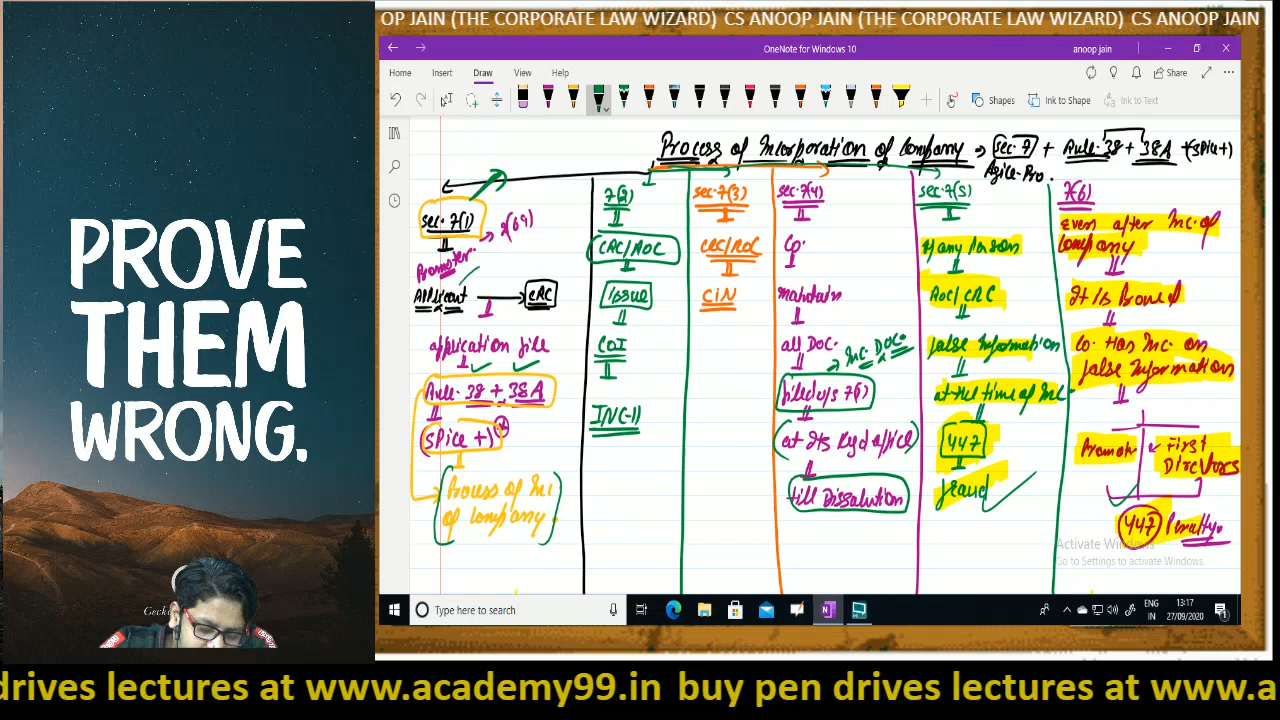 OP JAIN (THE CORPORATE LAW WIZARD) CS ANOOP JAIN (THE CORPORATE LAW WIZARD) CS ANOOP JAIN
OneNote for Windows 10
anoop jain
Home Insert Draw View Help
Share
Shapes
Ink to Shape
Ink to Text
PROVE
THEM
WRONG.
Process of Incorporation of Company → Sec. 7 + Rule. 38 + 38A + (SPic+)
Agile-Pro.
Sec. 7(1)
Promoter → 2(69)
Applicant → CRC
application file
Rule. 38 + 38A
(SPice +)
Process of Inc
of Company
7(2)
CRC/ROC
Issue
COI
INC-11
Sec. 7(3)
CRC/ROC
CIN
Sec. 7(4)
Co.
maintain
all Doc. → Inc. Doc.
filed u/s 7(1)
(at Its Regd office)
till Dissolution
Sec. 7(5)
If any Person
ROC/CRC
false Information
at the time of Inc.
447
fraud
7(6)
Even after Inc. of
Company
It Is Proved
Co. Has Inc. on
false Information
Promoter
First
Directors
447 Penalty.
Activate Windows
Go to Settings to activate Windows.
Type here to search
ENG
IN
13:17
27/09/2020
drives lectures at www.academy99.in buy pen drives lectures at www.a